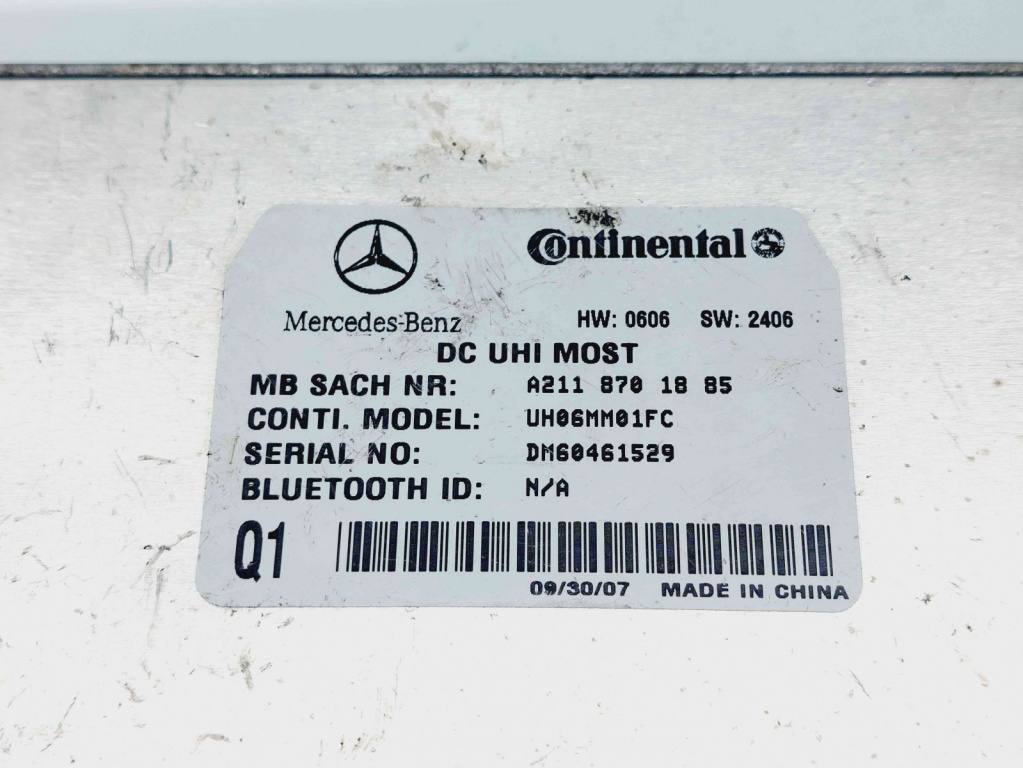 Mercedes-Benz
Continental
HW: 0606 SW: 2406
DC UHI MOST
MB SACH NR: A211 870 18 85
CONTI. MODEL: UH06MM01FC
SERIAL NO: DM60461529
BLUETOOTH ID: N/A
Q1
09/30/07 MADE IN CHINA